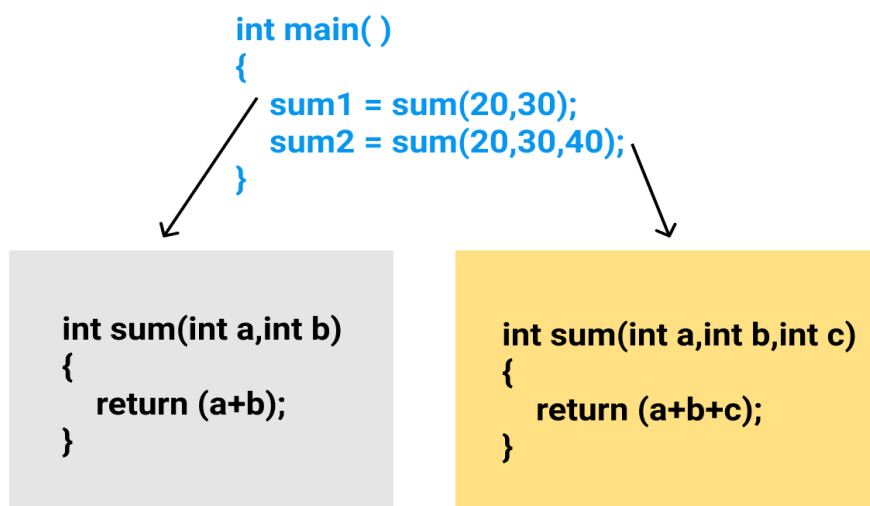 int main( )
{
sum1 = sum(20,30);
sum2 = sum(20,30,40);
}
int sum(int a,int b)
{
return (a+b);
}
int sum(int a,int b,int c)
{
return (a+b+c);
}